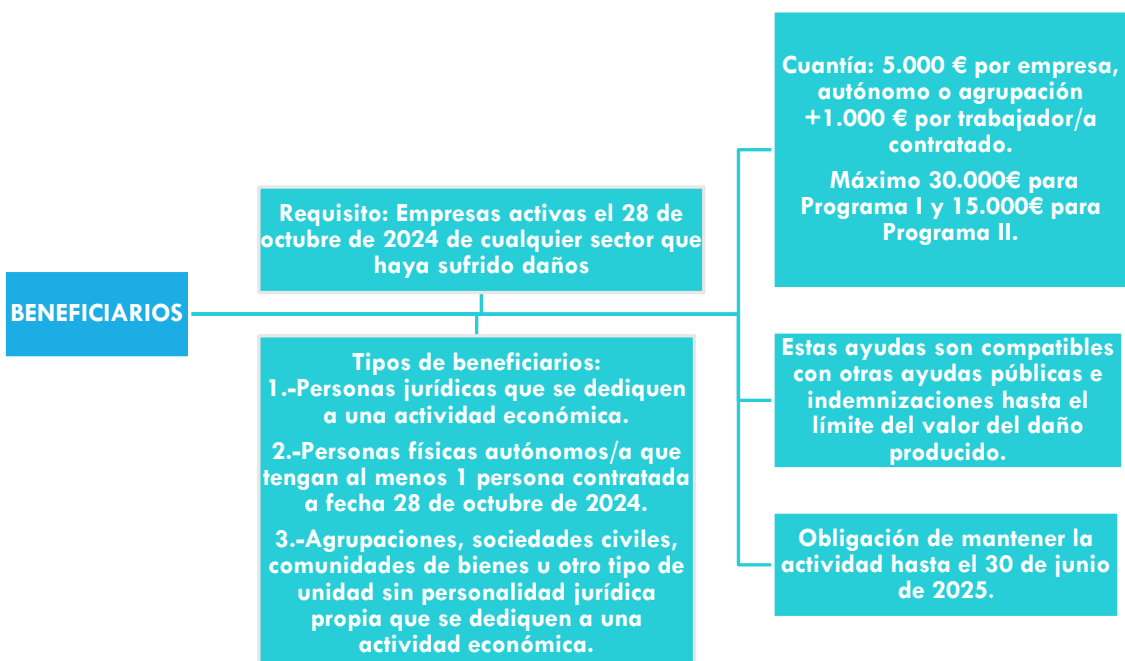 BENEFICIARIOS
Requisito: Empresas activas el 28 de
octubre de 2024 de cualquier sector que
haya sufrido daños
Tipos de beneficiarios:
1.-Personas jurídicas que se dediquen
a una actividad económica.
2.-Personas físicas autónomos/a que
tengan al menos 1 persona contratada
a fecha 28 de octubre de 2024.
3.-Agrupaciones, sociedades civiles,
comunidades de bienes u otro tipo de
unidad sin personalidad jurídica
propia que se dediquen a una
actividad económica.
Cuantía: 5.000 € por empresa,
autónomo o agrupación
+1.000 € por trabajador/a
contratado.
Máximo 30.000€ para
Programa I y 15.000€ para
Programa II.
Estas ayudas son compatibles
con otras ayudas públicas e
indemnizaciones hasta el
límite del valor del daño
producido.
Obligación de mantener la
actividad hasta el 30 de junio
de 2025.